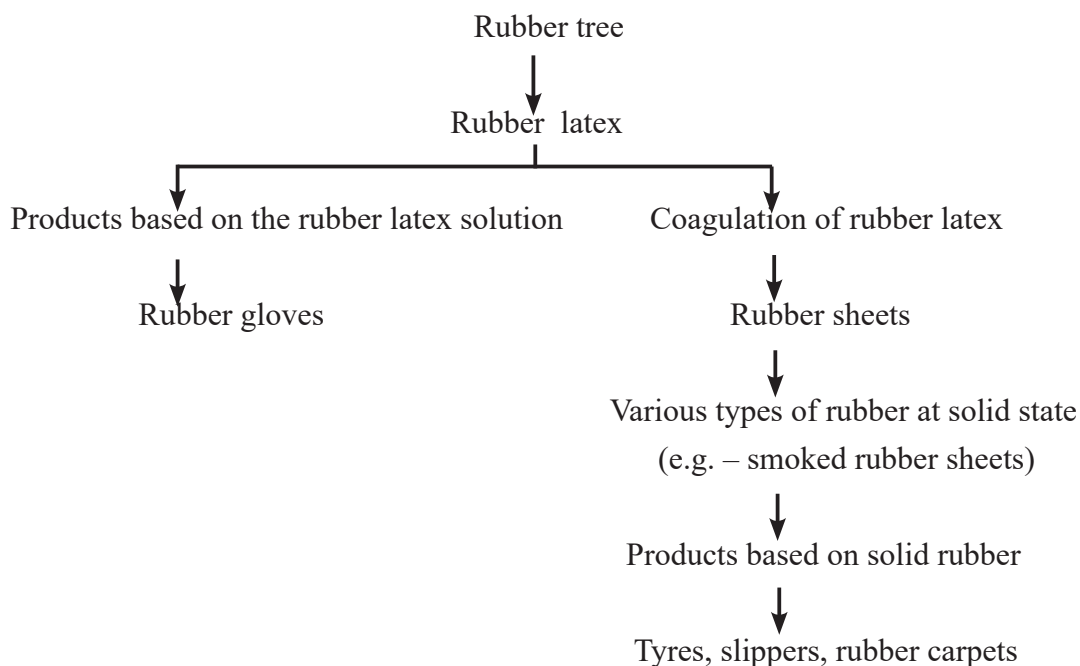 Rubber tree
Rubber latex
Products based on the rubber latex solution
Coagulation of rubber latex
Rubber gloves
Rubber sheets
Various types of rubber at solid state
(e.g. – smoked rubber sheets)
Products based on solid rubber
Tyres, slippers, rubber carpets